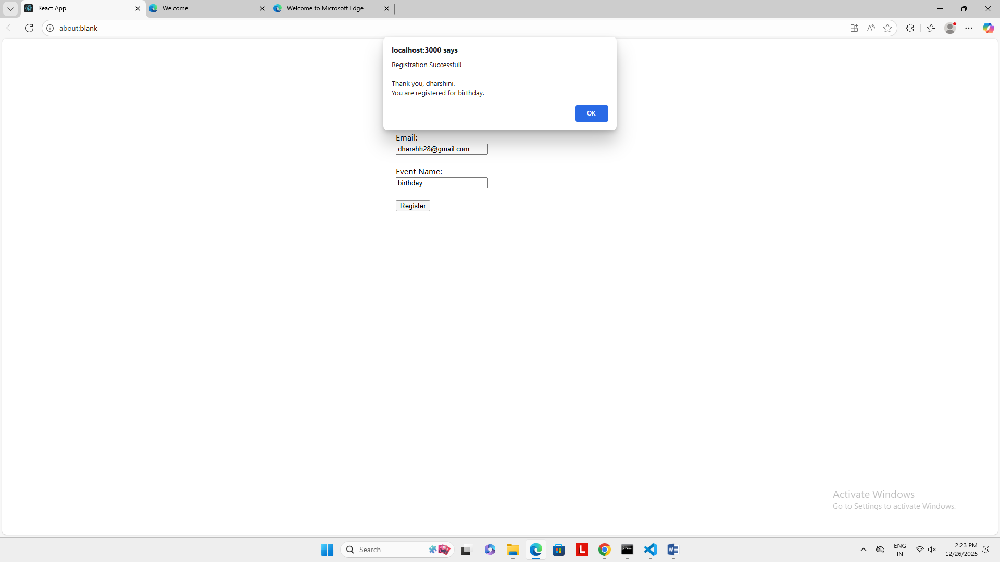 React App
Welcome
Welcome to Microsoft Edge
about:blank
localhost:3000 says
Registration Successful!
Thank you, dharshini.
You are registered for birthday.
OK
Email:
dharshh28@gmail.com
Event Name:
birthday
Register
Activate Windows
Go to Settings to activate Windows.
Search
L
ENG
IN
2:23 PM
12/26/2025